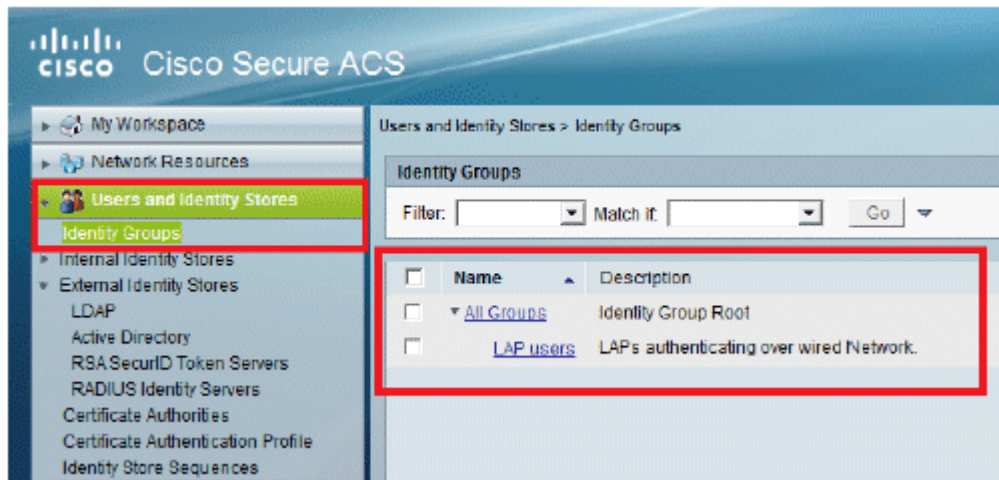 CISCO Cisco Secure ACS
My Workspace
Network Resources
Users and Identity Stores
Identity Groups
Internal Identity Stores
External Identity Stores
LDAP
Active Directory
RSA SecurID Token Servers
RADIUS Identity Servers
Certificate Authorities
Certificate Authentication Profile
Identity Store Sequences
Users and Identity Stores > Identity Groups
Identity Groups
Filter: Match if: Go
Name Description
All Groups Identity Group Root
LAP users LAPs authenticating over wired Network.